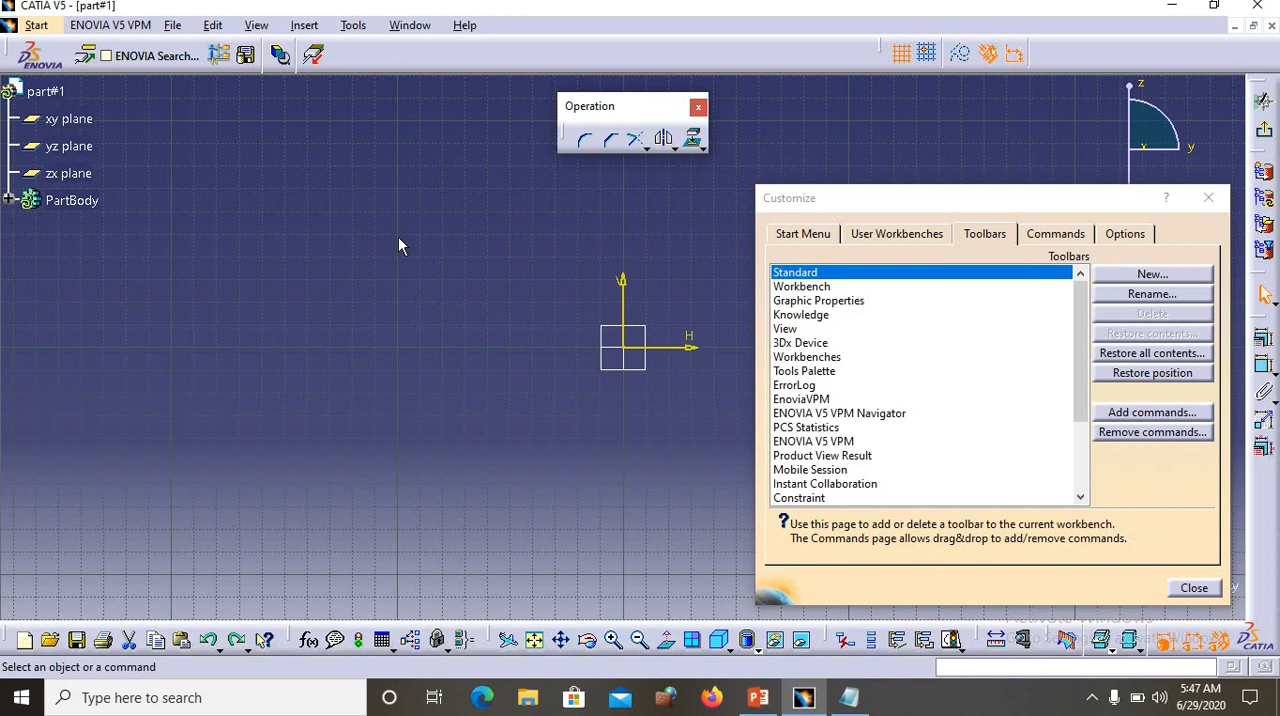 CATIA V5 - [part#1]
Start ENOVIA V5 VPM File Edit View Insert Tools Window Help
ENOVIA ENOVIA Search...
part#1
xy plane
yz plane
zx plane
PartBody
Operation
z
x y
V
H
Customize
Start Menu User Workbenches Toolbars Commands Options
Toolbars
Standard
Workbench
Graphic Properties
Knowledge
View
3Dx Device
Workbenches
Tools Palette
ErrorLog
EnoviaVPM
ENOVIA V5 VPM Navigator
PCS Statistics
ENOVIA V5 VPM
Product View Result
Mobile Session
Instant Collaboration
Constraint
New...
Rename...
Delete
Restore contents...
Restore all contents...
Restore position
Add commands...
Remove commands...
Use this page to add or delete a toolbar to the current workbench.
The Commands page allows drag&drop to add/remove commands.
Close
y
Activate Windows
CATIA
Select an object or a command
Type here to search
5:47 AM
6/29/2020